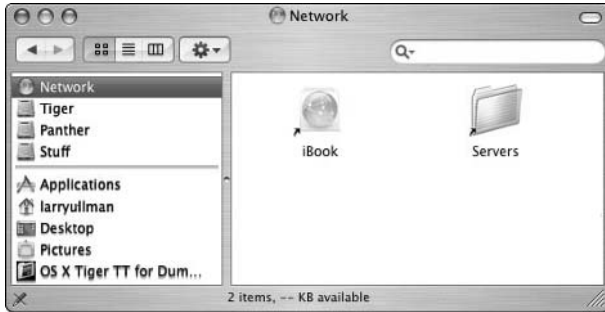 Network
Network
Tiger
Panther
Stuff
Applications
larryullman
Desktop
Pictures
OS X Tiger TT for Dum...
iBook
Servers
2 items, -- KB available